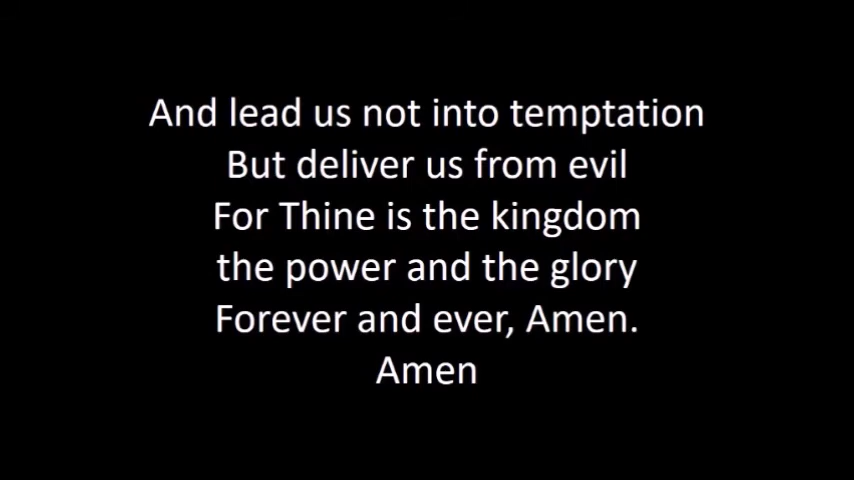 And lead us not into temptation
But deliver us from evil
For Thine is the kingdom
the power and the glory
Forever and ever, Amen.
Amen